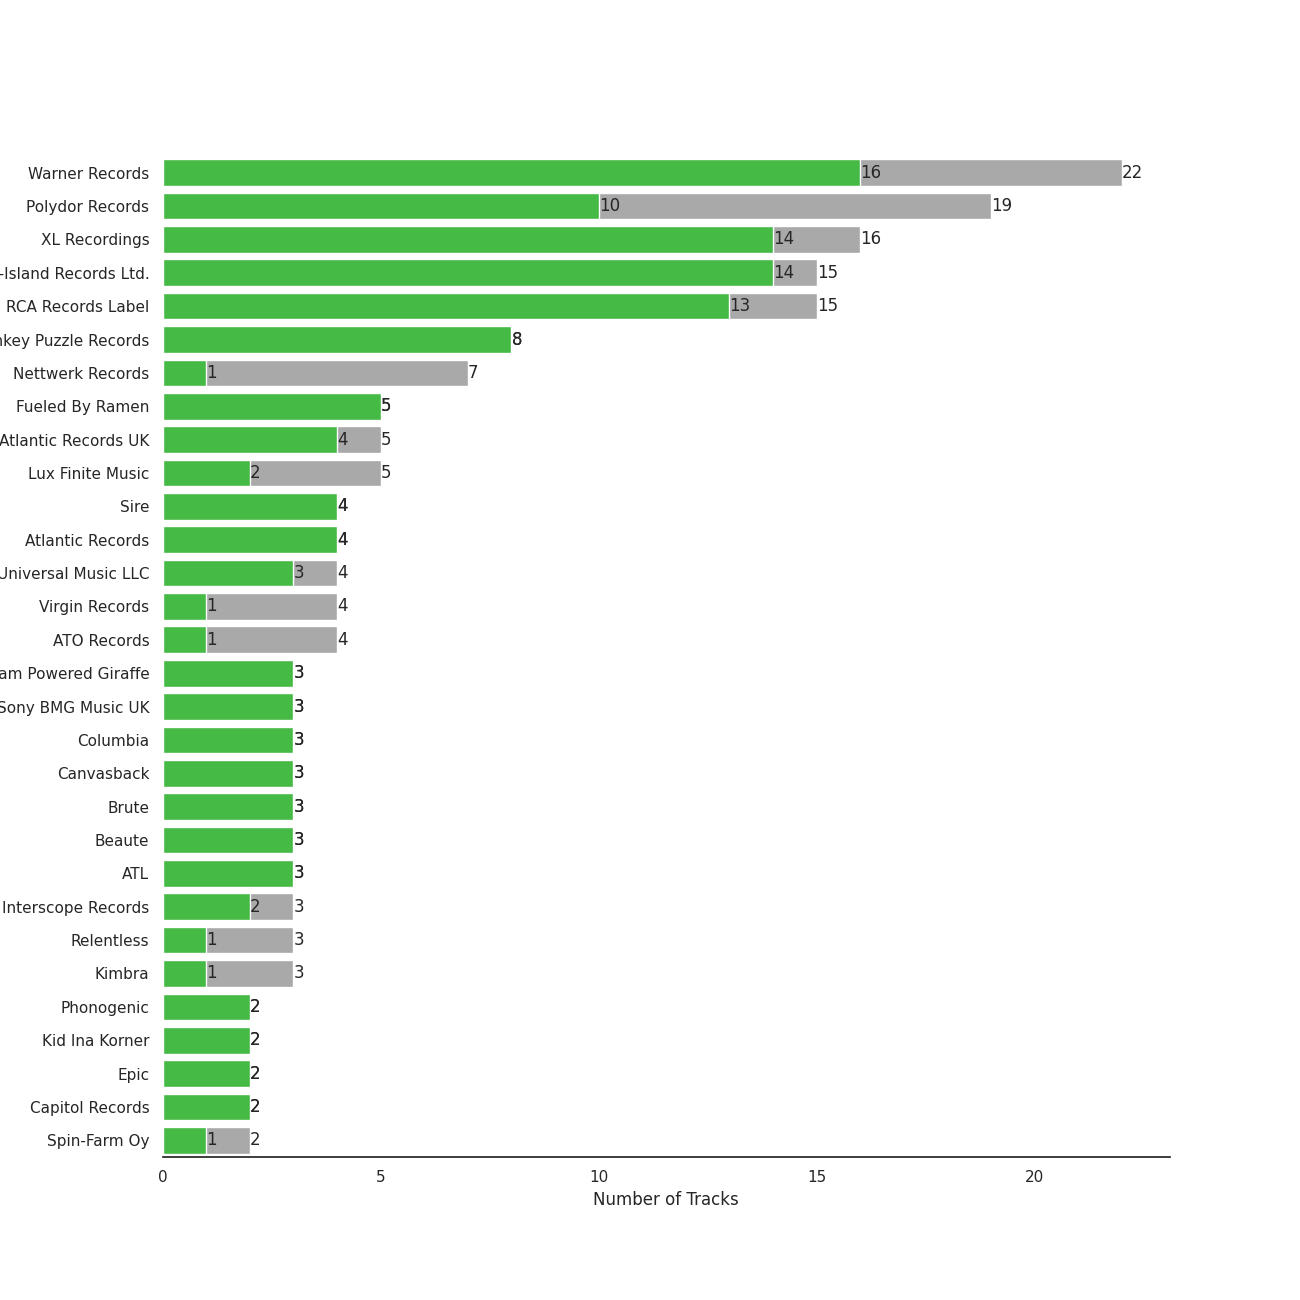 Warner Records 16 22
Polydor Records 10 19
XL Recordings 14 16
-Island Records Ltd. 14 15
RCA Records Label 13 15
Puzzle Records 8
Nettwerk Records 1 7
Fueled By Ramen 5
Atlantic Records UK 4 5
Lux Finite Music 2 5
Sire 4
Atlantic Records 4
Universal Music LLC 3 4
Virgin Records 1 4
ATO Records 1 4
Powered Giraffe 3
Sony BMG Music UK 3
Columbia 3
Canvasback 3
Brute 3
Beaute 3
ATL 3
Interscope Records 2 3
Relentless 1 3
Kimbra 1 3
Phonogenic 2
Kid Ina Korner 2
Epic 2
Capitol Records 2
Spin-Farm Oy 1 2
0 5 10 15 20
Number of Tracks